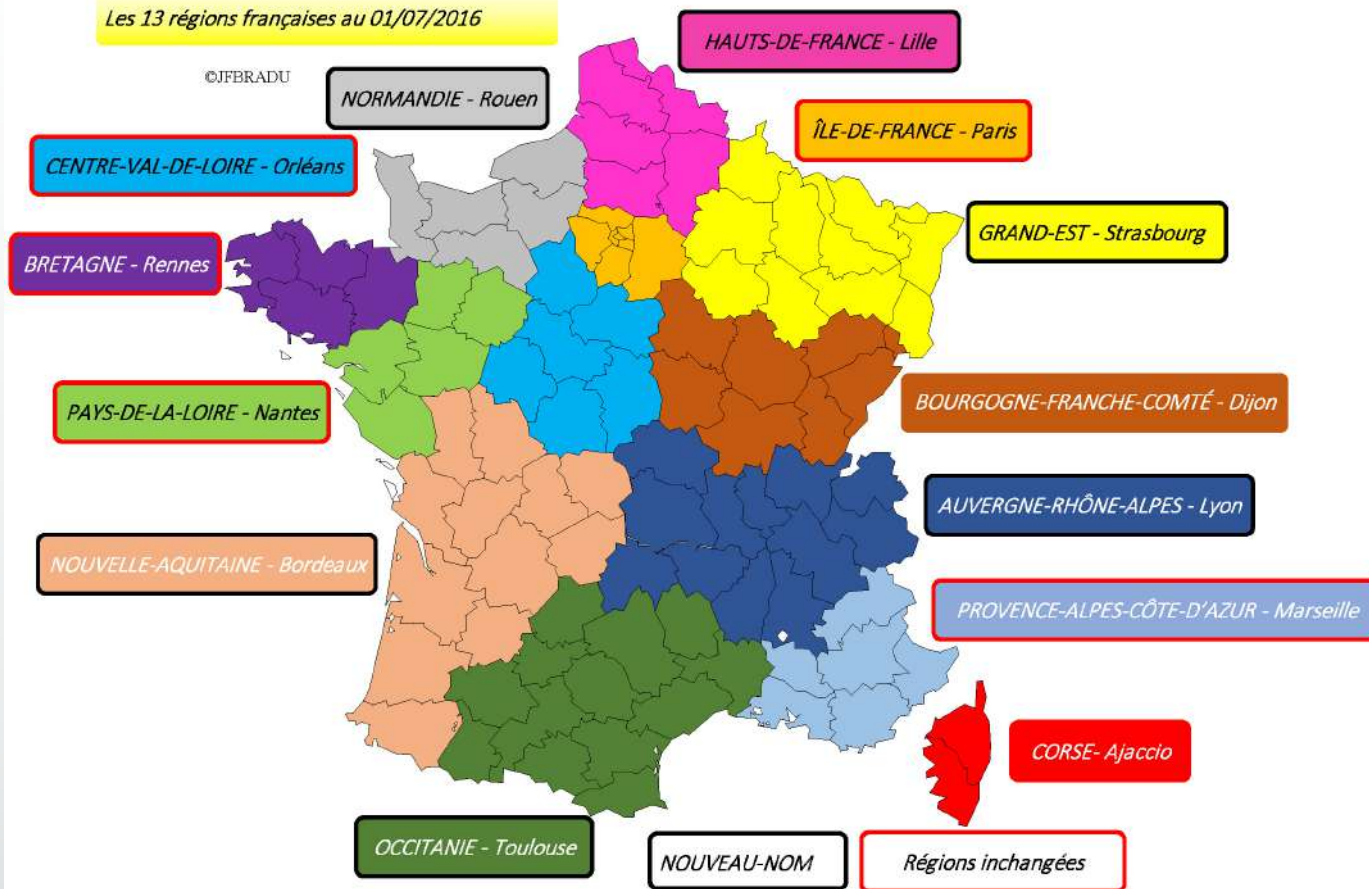 Les 13 régions françaises au 01/07/2016
HAUTS-DE-FRANCE - Lille
©JFBRADU
NORMANDIE - Rouen
ÎLE-DE-FRANCE - Paris
CENTRE-VAL-DE-LOIRE - Orléans
GRAND-EST - Strasbourg
BRETAGNE - Rennes
PAYS-DE-LA-LOIRE - Nantes
BOURGOGNE-FRANCHE-COMTÉ - Dijon
AUVERGNE-RHÔNE-ALPES - Lyon
NOUVELLE-AQUITAINE - Bordeaux
PROVENCE-ALPES-CÔTE-D'AZUR - Marseille
CORSE- Ajaccio
OCCITANIE - Toulouse
NOUVEAU-NOM
Régions inchangées